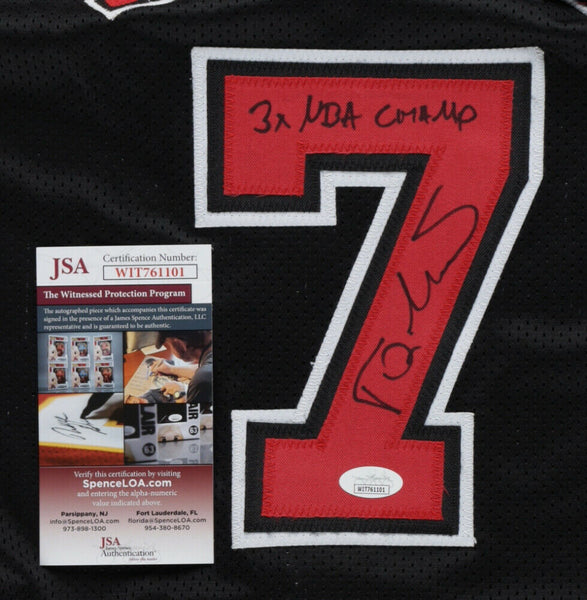 3x NBA CHAMP
7
JSA Certification Number:
WIT761101
The Witnessed Protection Program
The autographed piece which accompanies this certificate was
signed in the presence of a James Spence Authentication, LLC
representative and is guaranteed to be authentic.
Verify this certification by visiting
SpenceLOA.com
and entering the alpha-numeric
value indicated above.
Parsippany, NJ Fort Lauderdale, FL
info@SpenceLOA.com florida@SpenceLOA.com
973-898-1300 954-380-8670
JSA
Authentication
WIT761101